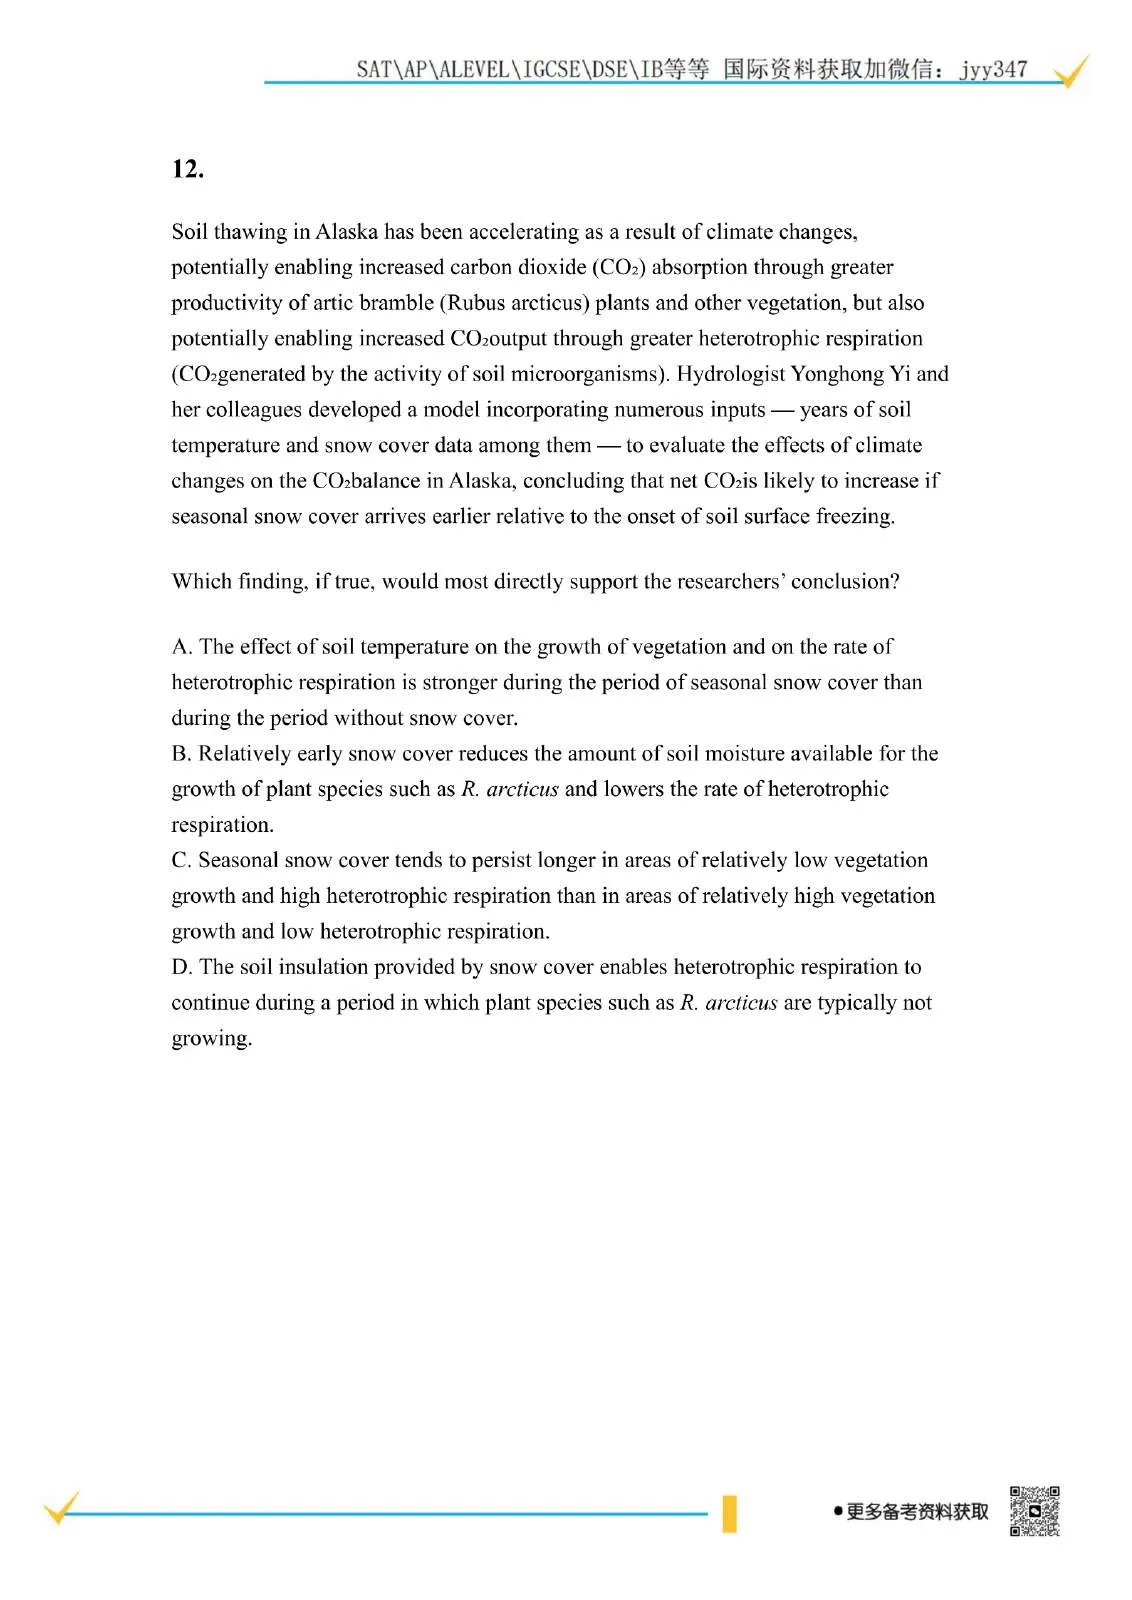 SAT\AP\ALEVEL\IGCSE\DSE\IB等等 国际资料获取加微信：jyy347
12.
Soil thawing in Alaska has been accelerating as a result of climate changes,
potentially enabling increased carbon dioxide (CO₂) absorption through greater
productivity of artic bramble (Rubus arcticus) plants and other vegetation, but also
potentially enabling increased CO₂output through greater heterotrophic respiration
(CO₂generated by the activity of soil microorganisms). Hydrologist Yonghong Yi and
her colleagues developed a model incorporating numerous inputs — years of soil
temperature and snow cover data among them — to evaluate the effects of climate
changes on the CO₂balance in Alaska, concluding that net CO₂is likely to increase if
seasonal snow cover arrives earlier relative to the onset of soil surface freezing.
Which finding, if true, would most directly support the researchers’ conclusion?
A. The effect of soil temperature on the growth of vegetation and on the rate of
heterotrophic respiration is stronger during the period of seasonal snow cover than
during the period without snow cover.
B. Relatively early snow cover reduces the amount of soil moisture available for the
growth of plant species such as R. arcticus and lowers the rate of heterotrophic
respiration.
C. Seasonal snow cover tends to persist longer in areas of relatively low vegetation
growth and high heterotrophic respiration than in areas of relatively high vegetation
growth and low heterotrophic respiration.
D. The soil insulation provided by snow cover enables heterotrophic respiration to
continue during a period in which plant species such as R. arcticus are typically not
growing.
•更多备考资料获取